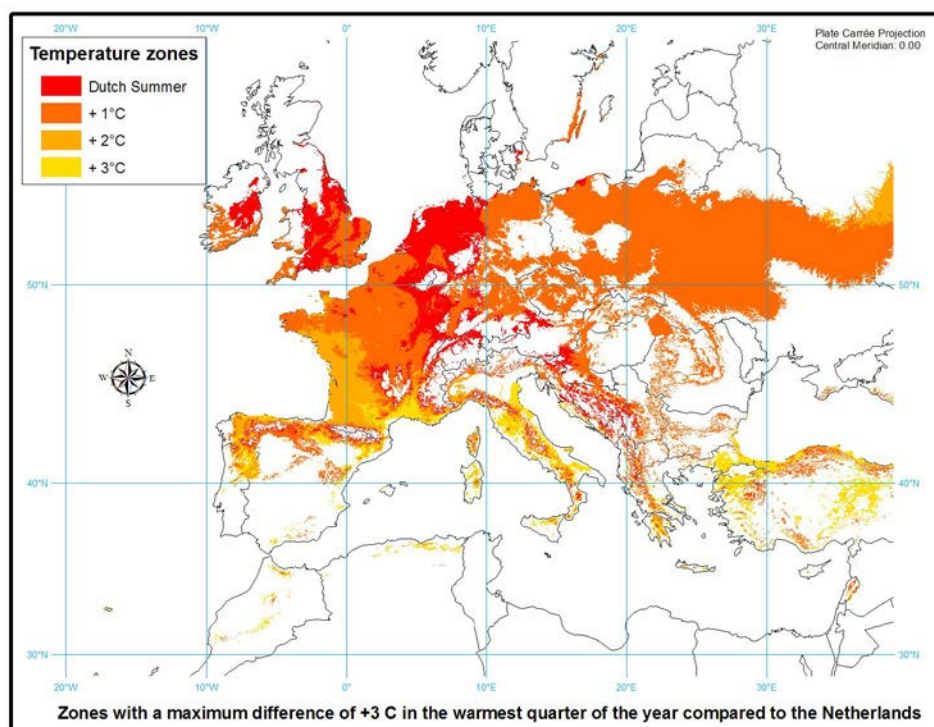 20°W
10°W
0°
10°E
20°E
30°E
Plate Carrée Projection
Central Meridian: 0.00
Temperature zones
Dutch Summer
+ 1°C
+ 2°C
+ 3°C
50°N
50°N
N
W
E
S
40°N
40°N
30°N
30°N
20°W
10°W
0°
10°E
20°E
30°E
Zones with a maximum difference of +3 C in the warmest quarter of the year compared to the Netherlands